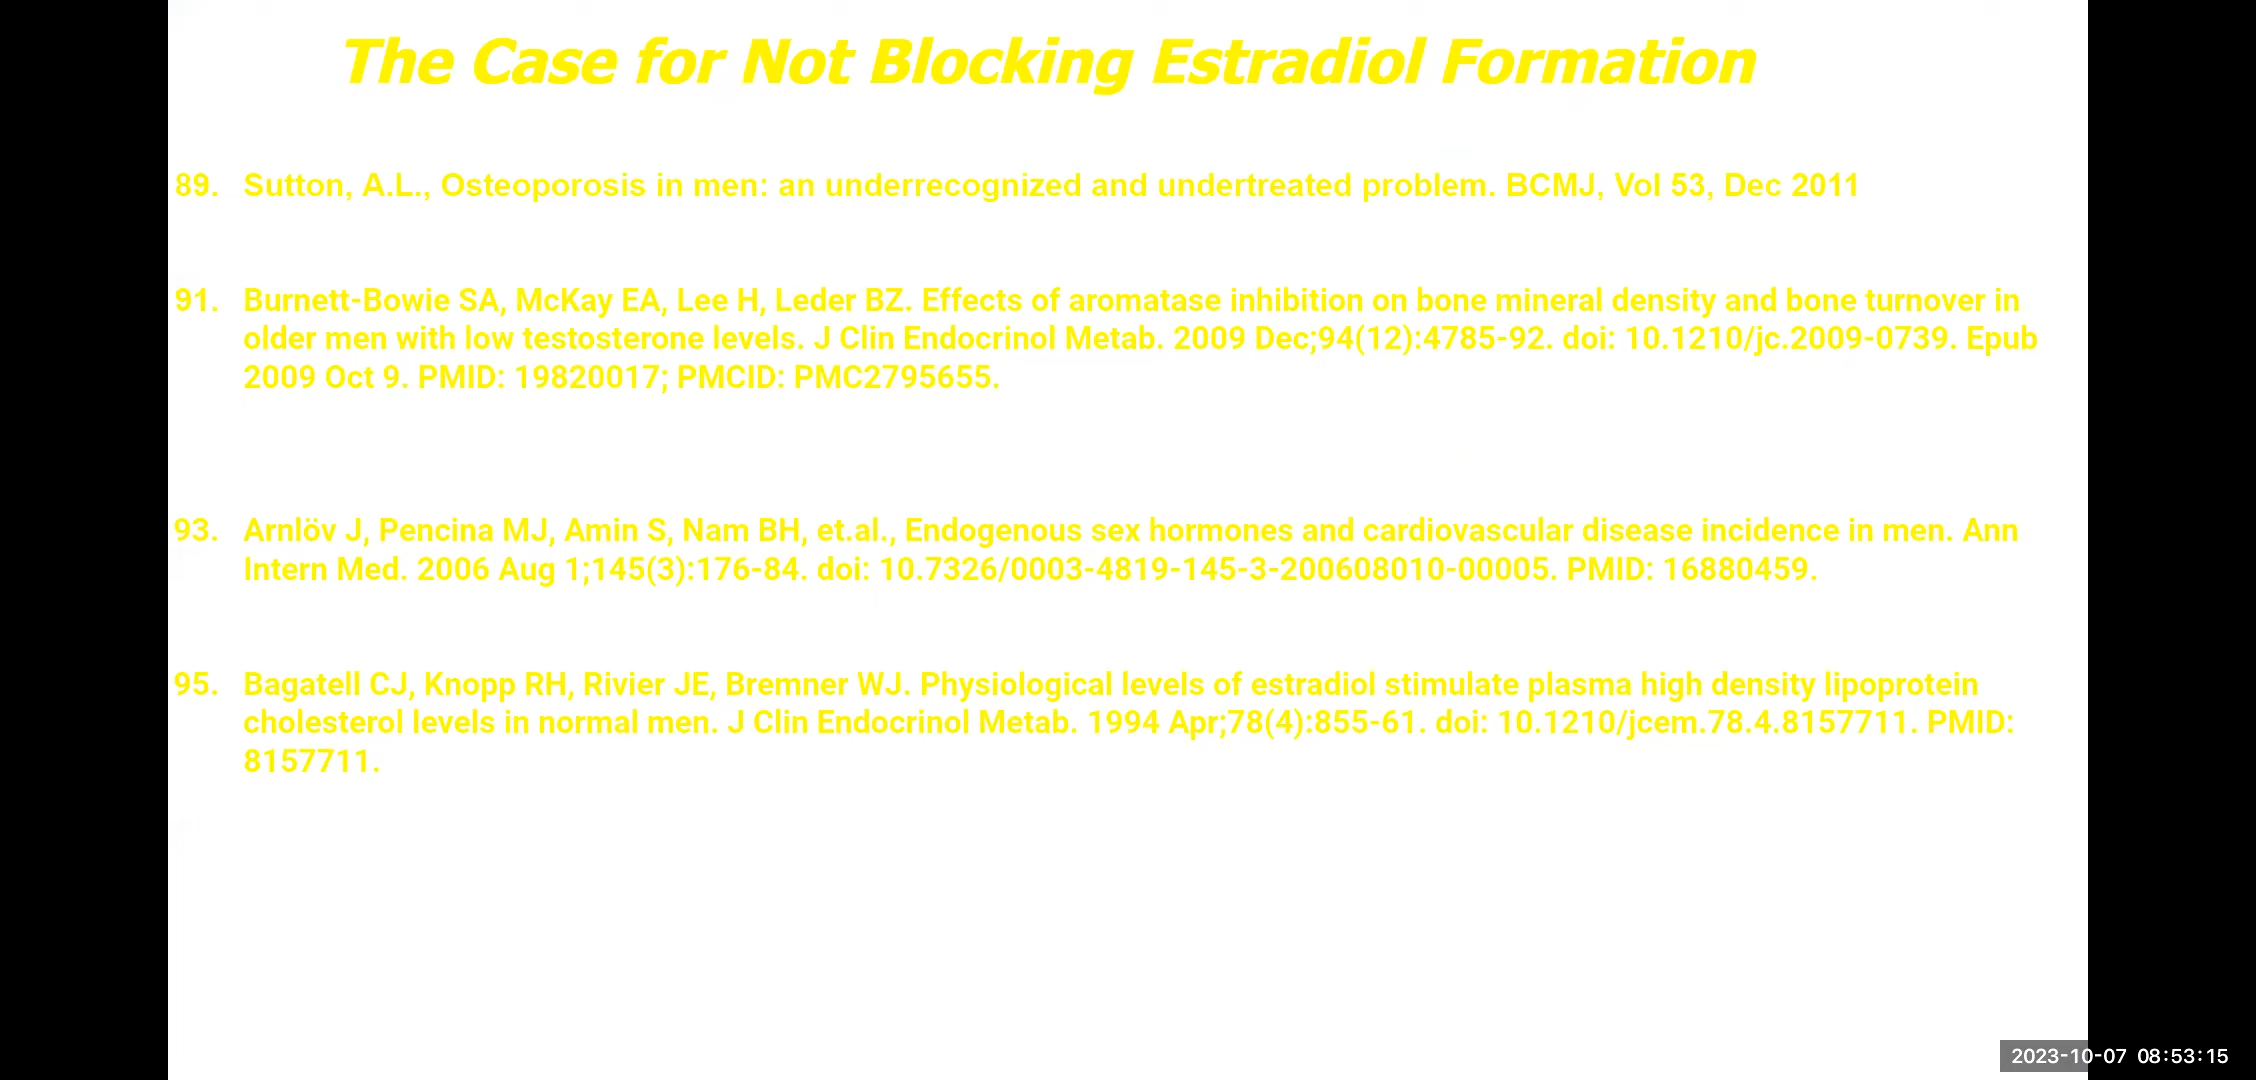 The Case for Not Blocking Estradiol Formation
89. Sutton, A.L., Osteoporosis in men: an underrecognized and undertreated problem. BCMJ, Vol 53, Dec 2011
91. Burnett-Bowie SA, McKay EA, Lee H, Leder BZ. Effects of aromatase inhibition on bone mineral density and bone turnover in
older men with low testosterone levels. J Clin Endocrinol Metab. 2009 Dec;94(12):4785-92. doi: 10.1210/jc.2009-0739. Epub
2009 Oct 9. PMID: 19820017; PMCID: PMC2795655.
93. Arnlöv J, Pencina MJ, Amin S, Nam BH, et.al., Endogenous sex hormones and cardiovascular disease incidence in men. Ann
Intern Med. 2006 Aug 1;145(3):176-84. doi: 10.7326/0003-4819-145-3-200608010-00005. PMID: 16880459.
95. Bagatell CJ, Knopp RH, Rivier JE, Bremner WJ. Physiological levels of estradiol stimulate plasma high density lipoprotein
cholesterol levels in normal men. J Clin Endocrinol Metab. 1994 Apr;78(4):855-61. doi: 10.1210/jcem.78.4.8157711. PMID:
8157711.
2023-10-07 08:53:15